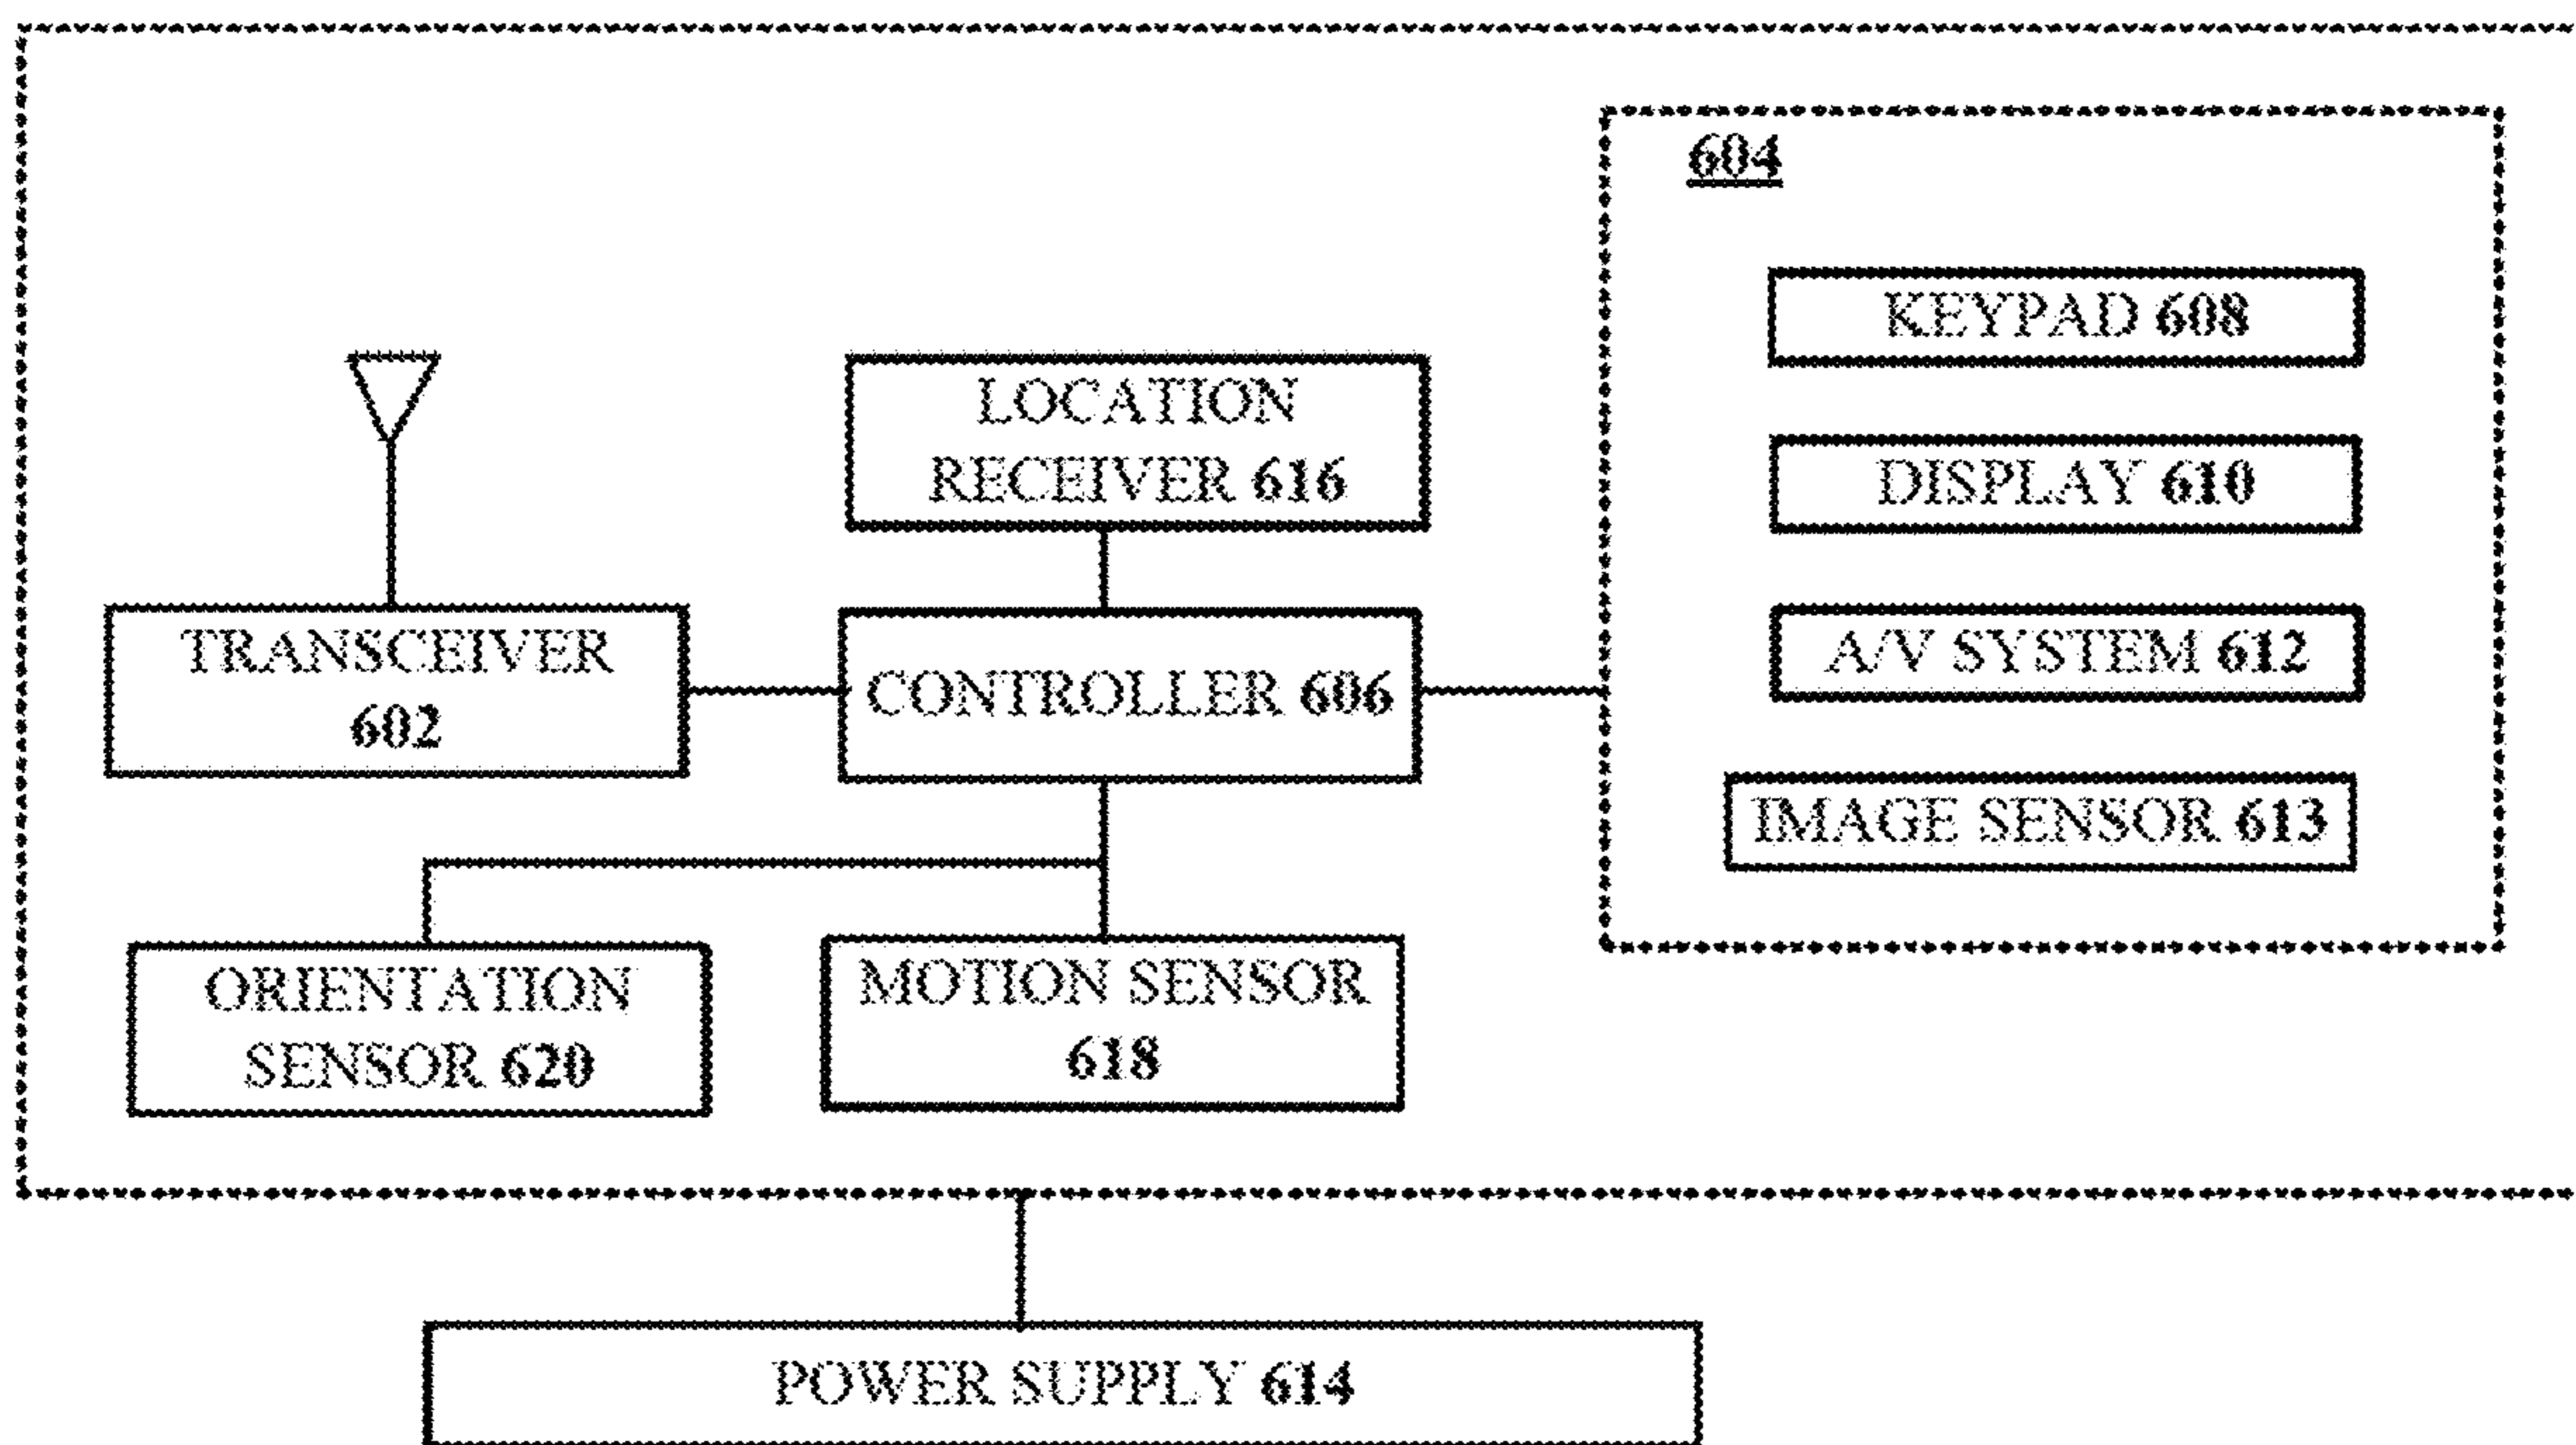 604
KEYPAD 608
LOCATION
RECEIVER 616
DISPLAY 610
TRANSCEIVER
602
CONTROLLER 606
A/V SYSTEM 612
IMAGE SENSOR 613
ORIENTATION
SENSOR 620
MOTION SENSOR
618
POWER SUPPLY 614